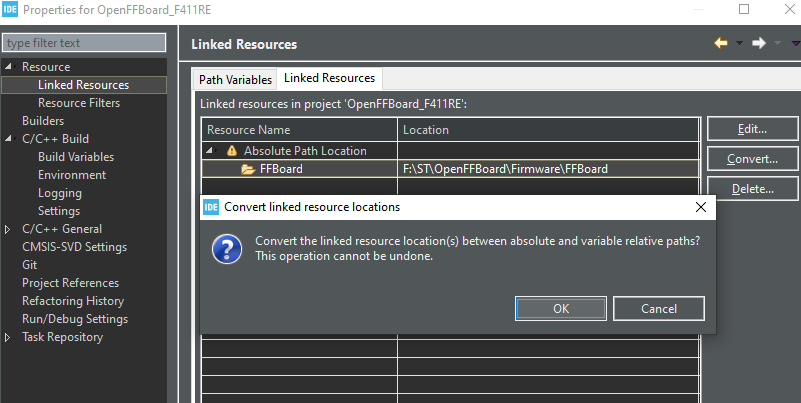 IDE Properties for OpenFFBoard_F411RE
type filter text
Linked Resources
Resource
Linked Resources
Resource Filters
Builders
C/C++ Build
Build Variables
Environment
Logging
Settings
C/C++ General
CMSIS-SVD Settings
Git
Project References
Refactoring History
Run/Debug Settings
Task Repository
Path Variables Linked Resources
Linked resources in project 'OpenFFBoard_F411RE':
Resource Name Location
Absolute Path Location
FFBoard F:\ST\OpenFFBoard\Firmware\FFBoard
Edit...
Convert...
Delete...
IDE Convert linked resource locations
Convert the linked resource location(s) between absolute and variable relative paths?
This operation cannot be undone.
OK Cancel